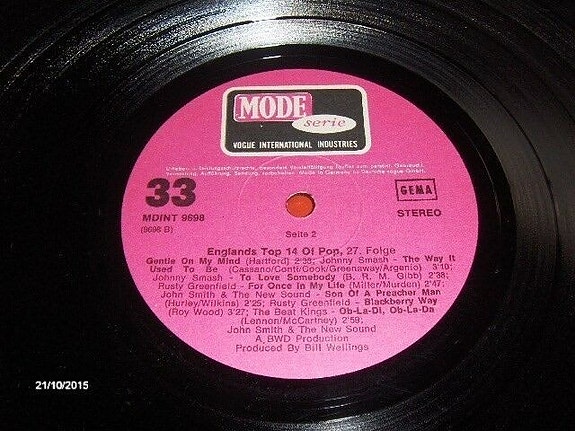 MODE
serie
VOGUE INTERNATIONAL INDUSTRIES
33
GEMA
MDINT 9698
STEREO
(9698 B)
Seite 2
Englands Top 14 Of Pop, 27. Folge
Gentle On My Mind (Hartford) 2:38; Johnny Smash - The Way It
Used To Be (Cassano/Conti/Cook/Greenaway/Argenio) 3:10;
Johnny Smash - To Love Somebody (B. R. M. Gibb) 2:38;
Rusty Greenfield - For Once In My Life (Miller/Murden) 2:47;
John Smith & The New Sound - Son Of A Preacher Man
(Hurley/Wilkins) 3:25; Rusty Greenfield - Blackberry Way
(Roy Wood) 3:27; The Beat Kings - Ob-La-Di, Ob-La-Da
(Lennon/McCartney) 2:59;
John Smith & The New Sound
A BWD Production
Produced By Bill Wellings
21/10/2015